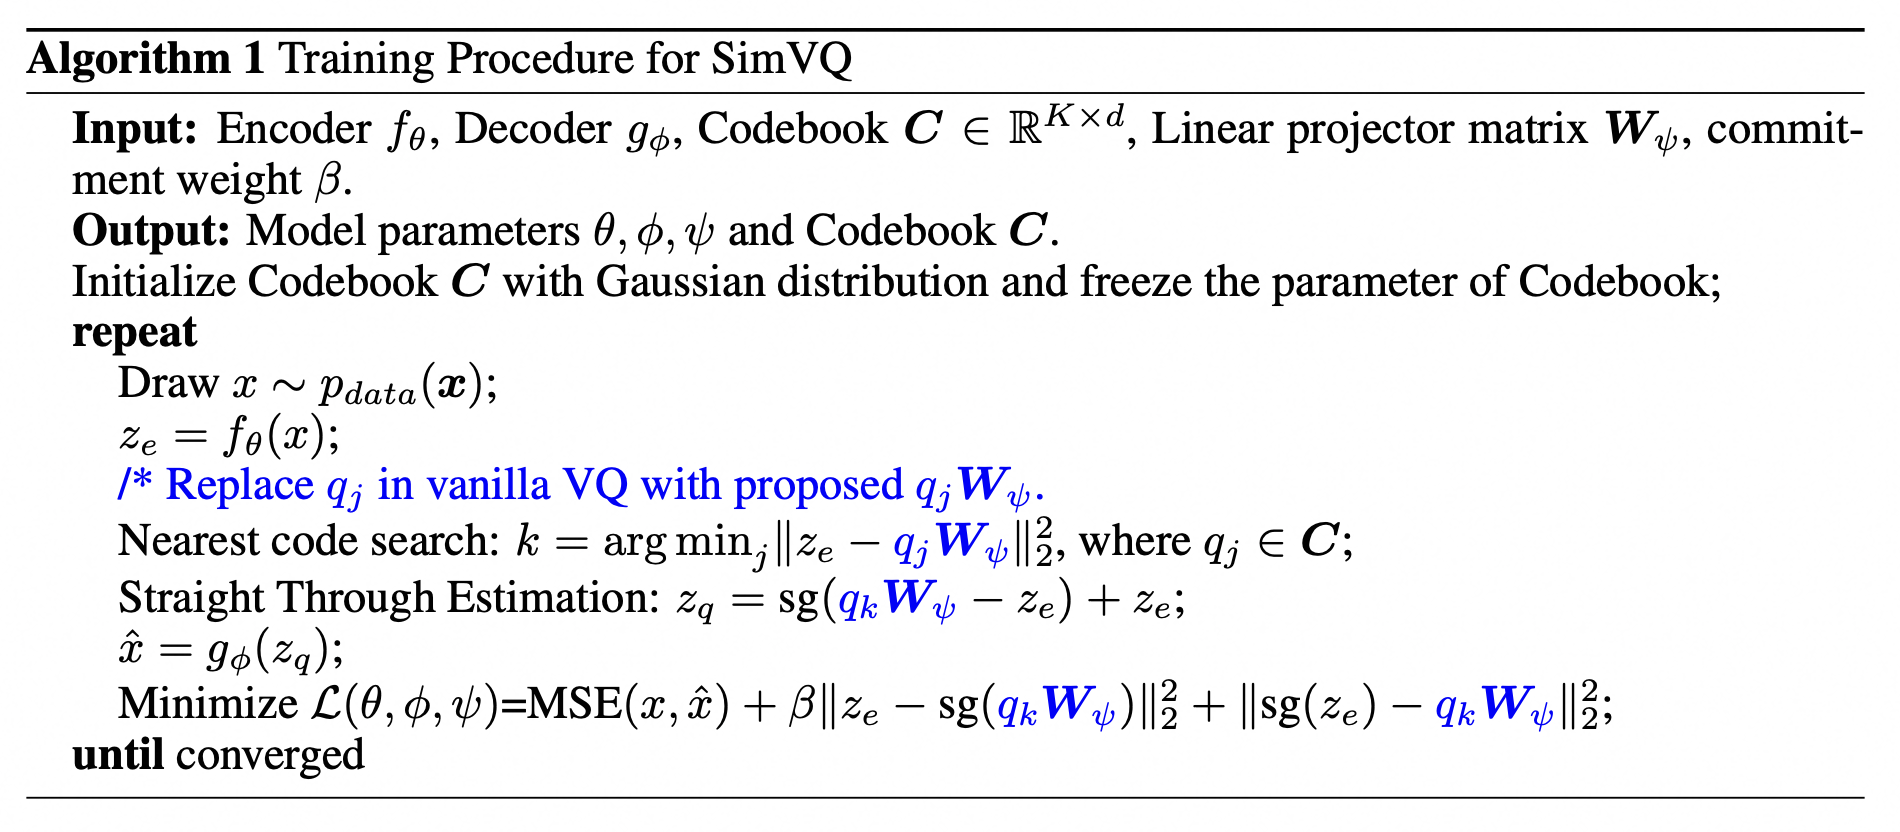 Algorithm 1 Training Procedure for SimVQ
Input: Encoder $f_\theta$, Decoder $g_\phi$, Codebook $\boldsymbol{C} \in \mathbb{R}^{K \times d}$, Linear projector matrix $\boldsymbol{W}_\psi$, commit-
ment weight $\beta$.
Output: Model parameters $\theta, \phi, \psi$ and Codebook $\boldsymbol{C}$.
Initialize Codebook $\boldsymbol{C}$ with Gaussian distribution and freeze the parameter of Codebook;
repeat
Draw $x \sim p_{data}(\boldsymbol{x})$;
$z_e = f_\theta(x)$;
/* Replace $q_j$ in vanilla VQ with proposed $q_j \boldsymbol{W}_\psi$.
Nearest code search: $k = \arg\min_j \|z_e - q_j \boldsymbol{W}_\psi\|_2^2$, where $q_j \in \boldsymbol{C}$;
Straight Through Estimation: $z_q = \text{sg}(q_k \boldsymbol{W}_\psi - z_e) + z_e$;
$\hat{x} = g_\phi(z_q)$;
Minimize $\mathcal{L}(\theta, \phi, \psi)$=MSE$(x, \hat{x}) + \beta\|z_e - \text{sg}(q_k \boldsymbol{W}_\psi)\|_2^2 + \|\text{sg}(z_e) - q_k \boldsymbol{W}_\psi\|_2^2$;
until converged